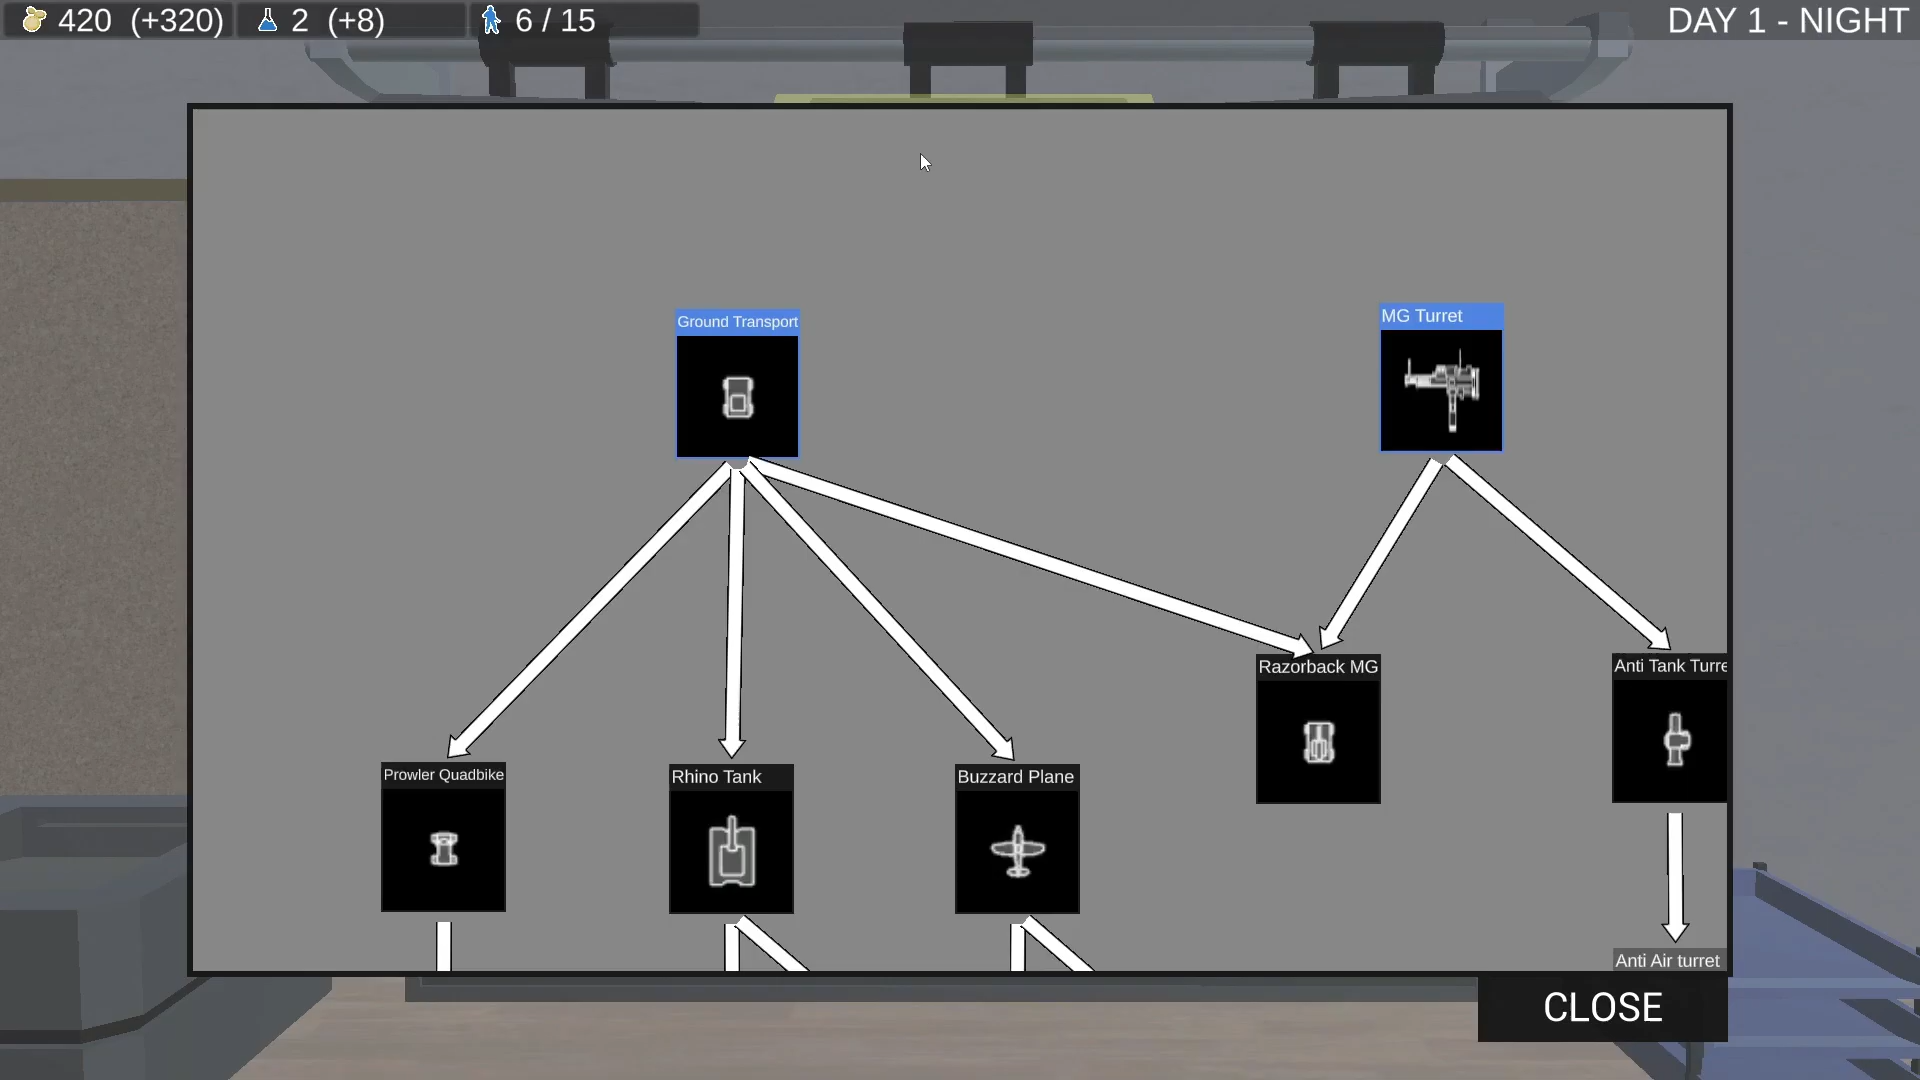 420 (+320) 2 (+8) 6 / 15 DAY 1 - NIGHT
Ground Transport
MG Turret
Razorback MG
Anti Tank Turre
Prowler Quadbike
Rhino Tank
Buzzard Plane
Anti Air turret
CLOSE